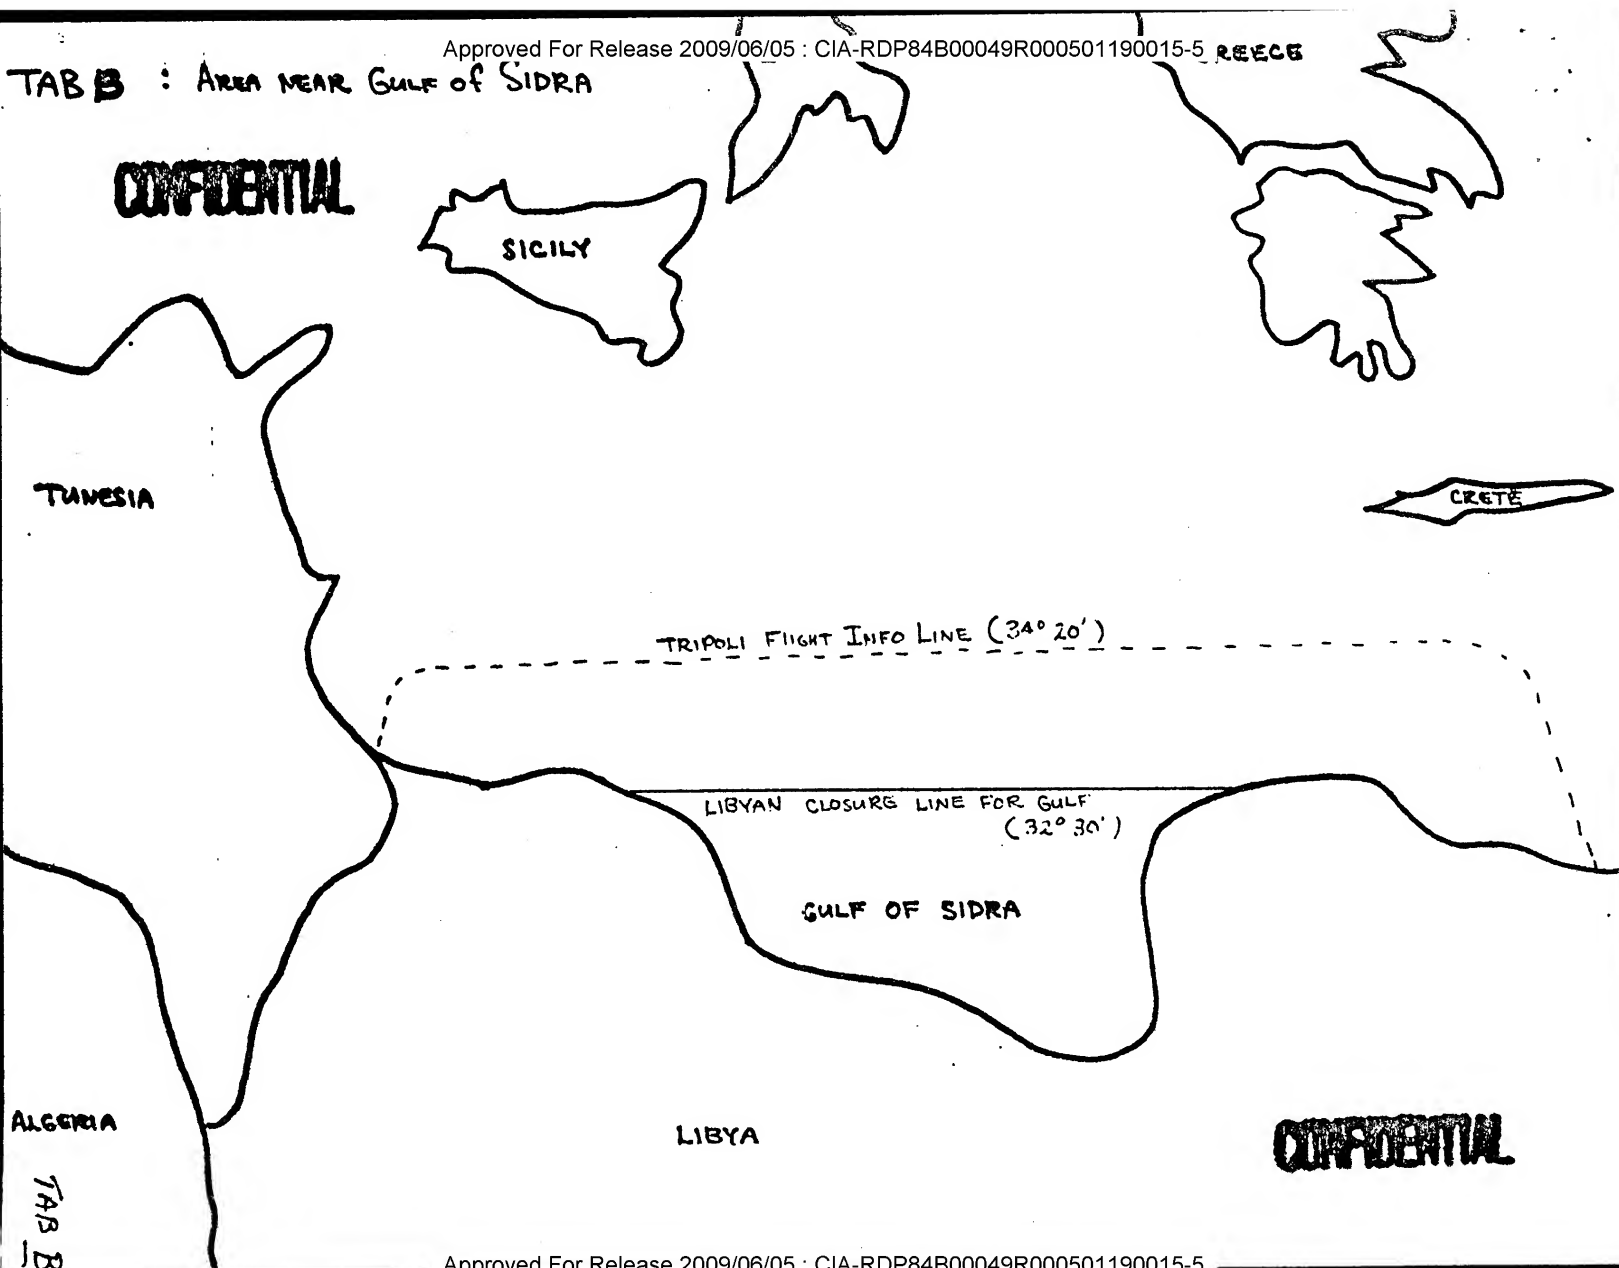 Approved For Release 2009/06/05 : CIA-RDP84B00049R000501190015-5
REECE
TAB B : AREA NEAR GULF OF SIDRA
CONFIDENTIAL
SICILY
TUNESIA
CRETE
TRIPOLI FLIGHT INFO LINE (34° 20')
LIBYAN CLOSURE LINE FOR GULF
(32° 30')
GULF OF SIDRA
ALGERIA
LIBYA
CONFIDENTIAL
TAB B
Approved For Release 2009/06/05 : CIA-RDP84B00049R000501190015-5